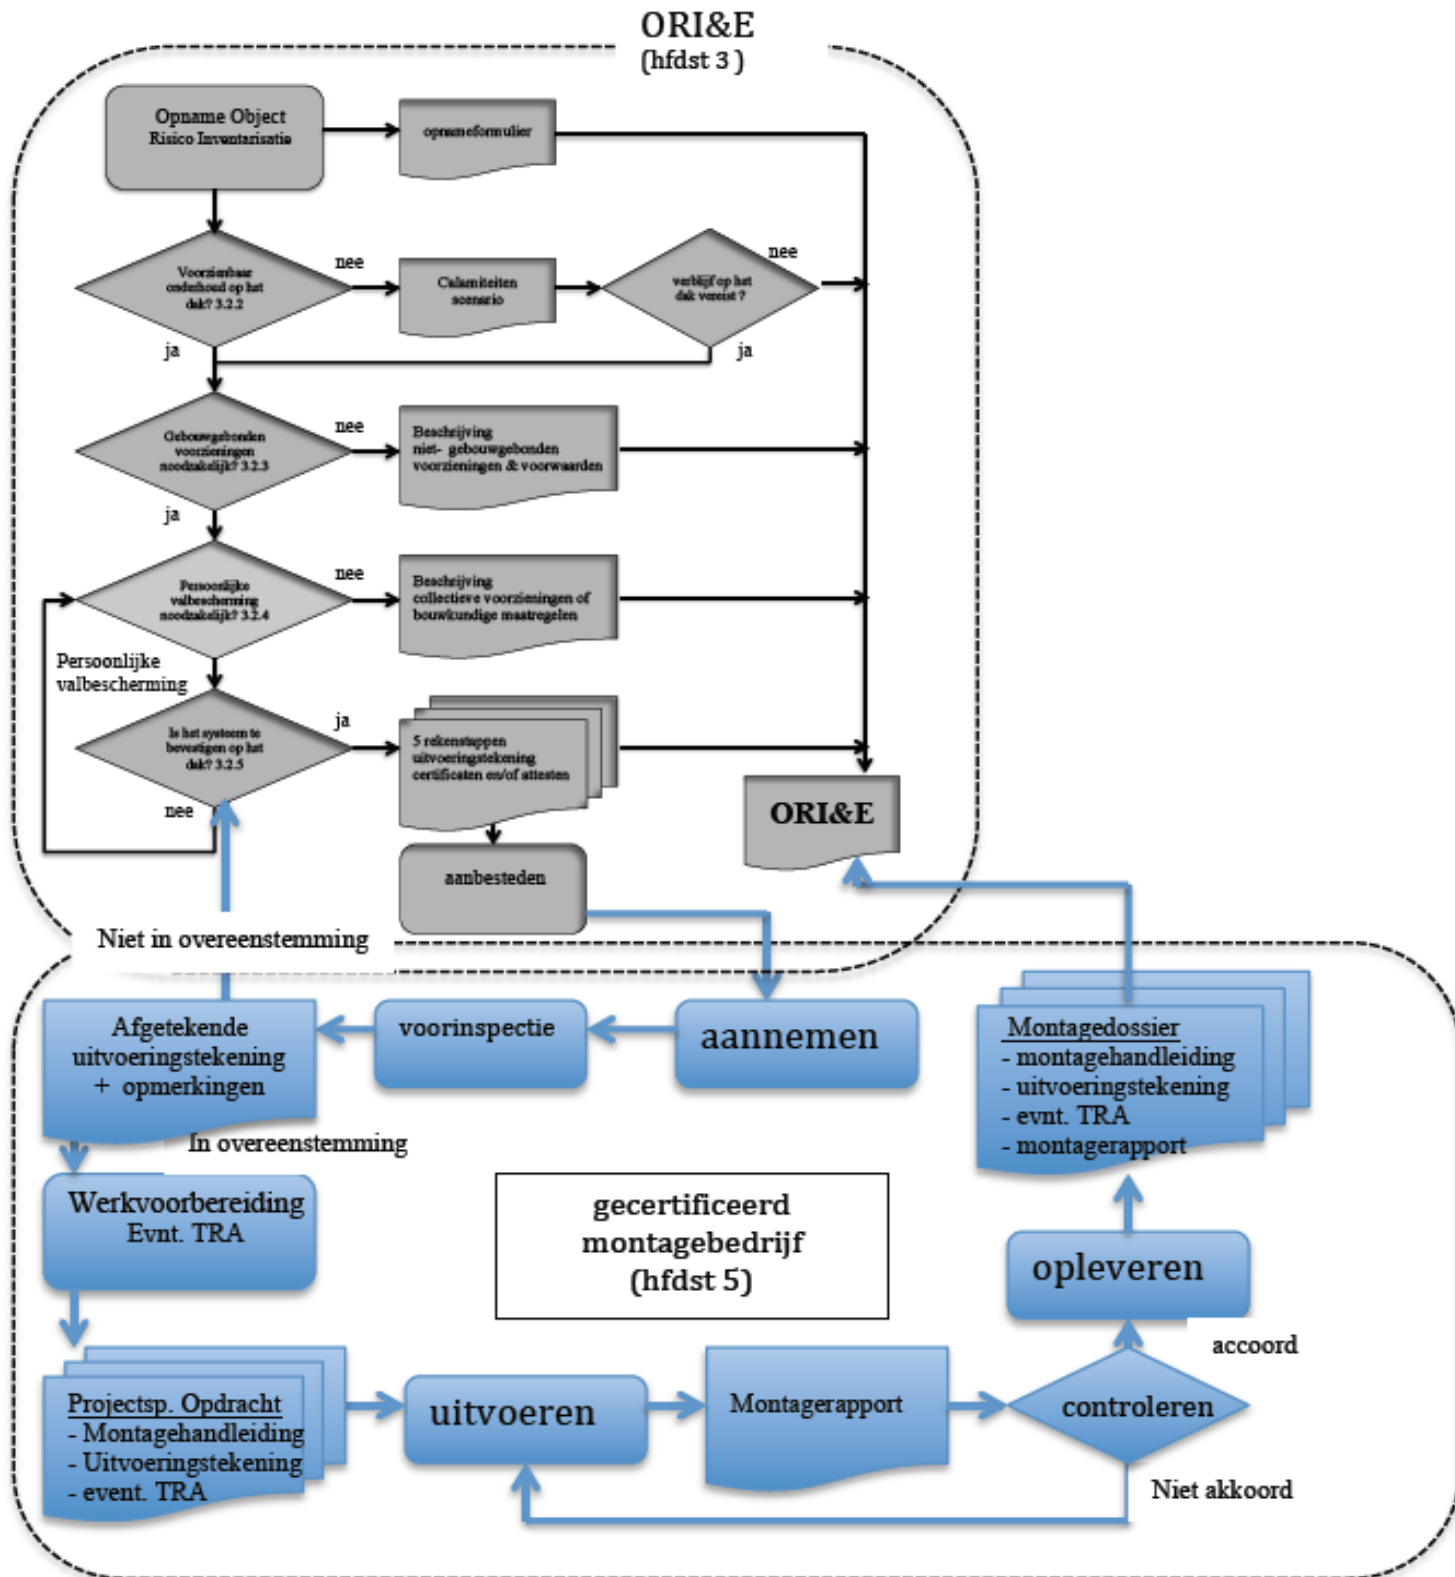 ORI&E
(hfdst 3 )
Opname Object
Risico Inventarisatie
opnameformulier
Voorzienbaar
onderhoud op het
dak? 3.2.2
nee
Calamiteiten
scenario
verblijf op het
dak vereist ?
nee
ja
ja
Gebouwgebonden
voorzieningen
noodzakelijk? 3.2.3
nee
Beschrijving
niet- gebouwgebonden
voorzieningen & voorwaarden
ja
Persoonlijke
valbescherming
noodzakelijk? 3.2.4
nee
Beschrijving
collectieve voorzieningen of
bouwkundige maatregelen
Persoonlijke
valbescherming
Is het systeem te
bevestigen op het
dak? 3.2.5
ja
5 rekenstappen
uitvoeringstekening
certificaten en/of attesten
nee
ORI&E
aanbesteden
Niet in overeenstemming
Afgetekende
uitvoeringstekening
+ opmerkingen
voorinspectie
aannemen
Montagedossier
- montagehandleiding
- uitvoeringstekening
- evnt. TRA
- montagerapport
In overeenstemming
Werkvoorbereiding
Evnt. TRA
gecertificeerd
montagebedrijf
(hfdst 5)
opleveren
accoord
Projectsp. Opdracht
- Montagehandleiding
- Uitvoeringstekening
- event. TRA
uitvoeren
Montagerapport
controleren
Niet akkoord